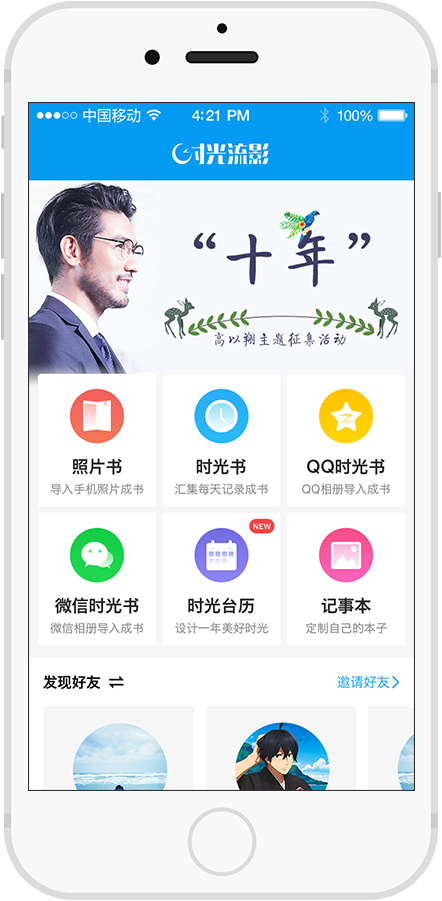 中国移动 4:21 PM 100%
时光流影
“十年”
高以翔主题征集活动
照片书 时光书 QQ时光书
导入手机照片成书 汇集每天记录成书 QQ相册导入成书
NEW
微信时光书 时光台历 记事本
微信相册导入成书 设计一年美好时光 定制自己的本子
发现好友 邀请好友